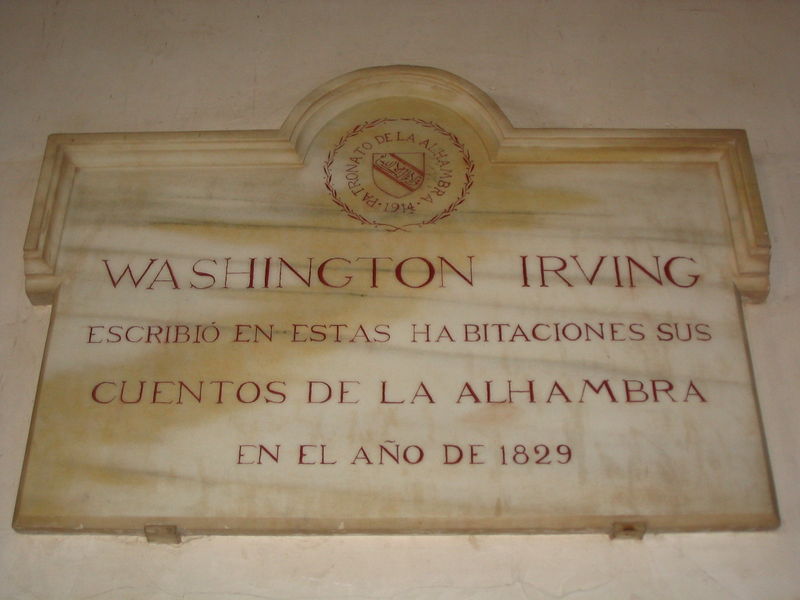 PATRONATO DE LA ALHAMBRA
·1914·
WASHINGTON IRVING
ESCRIBIÓ EN ESTAS HABITACIONES SUS
CUENTOS DE LA ALHAMBRA
EN EL AÑO DE 1829